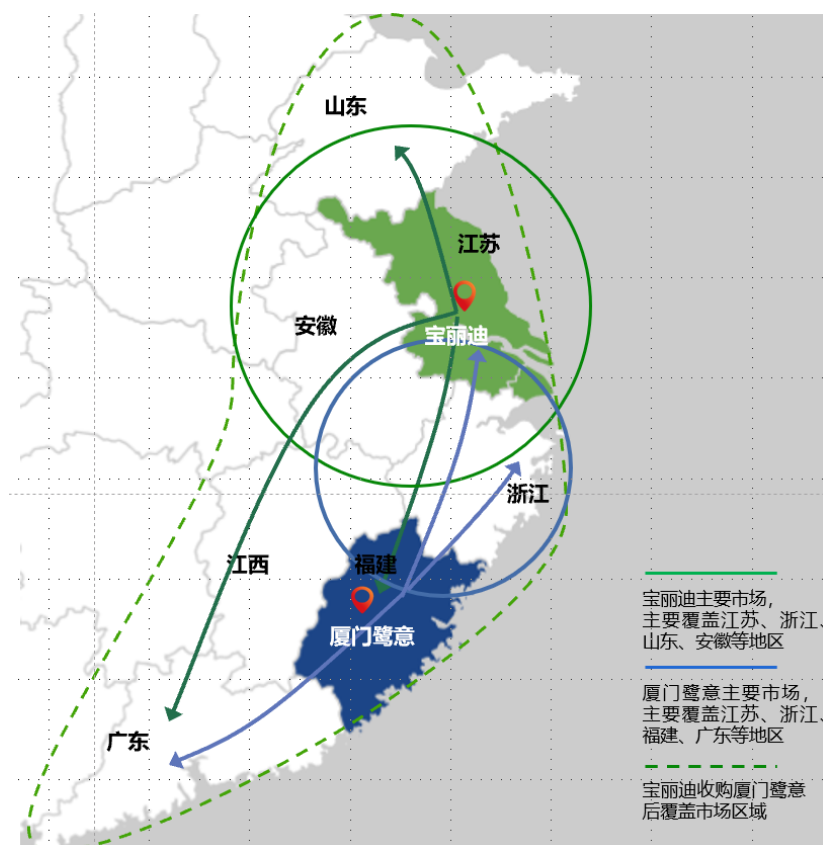 山东
江苏
安徽
宝丽迪
浙江
江西
福建
厦门鹭意
广东
宝丽迪主要市场，
主要覆盖江苏、浙江、
山东、安徽等地区
厦门鹭意主要市场，
主要覆盖江苏、浙江、
福建、广东等地区
宝丽迪收购厦门鹭意
后覆盖市场区域